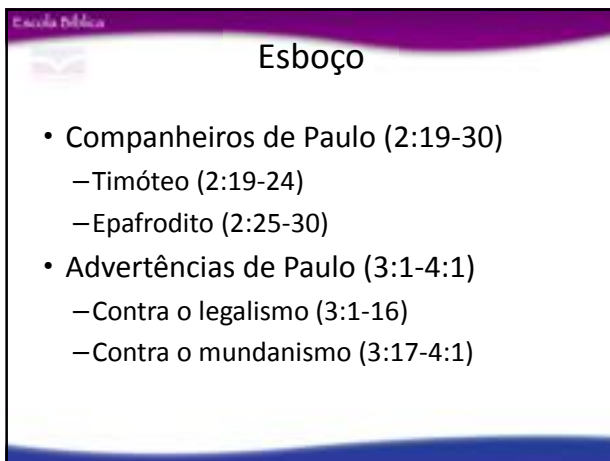 Escola Bíblica
Esboço
• Companheiros de Paulo (2:19-30)
–Timóteo (2:19-24)
–Epafrodito (2:25-30)
• Advertências de Paulo (3:1-4:1)
–Contra o legalismo (3:1-16)
–Contra o mundanismo (3:17-4:1)